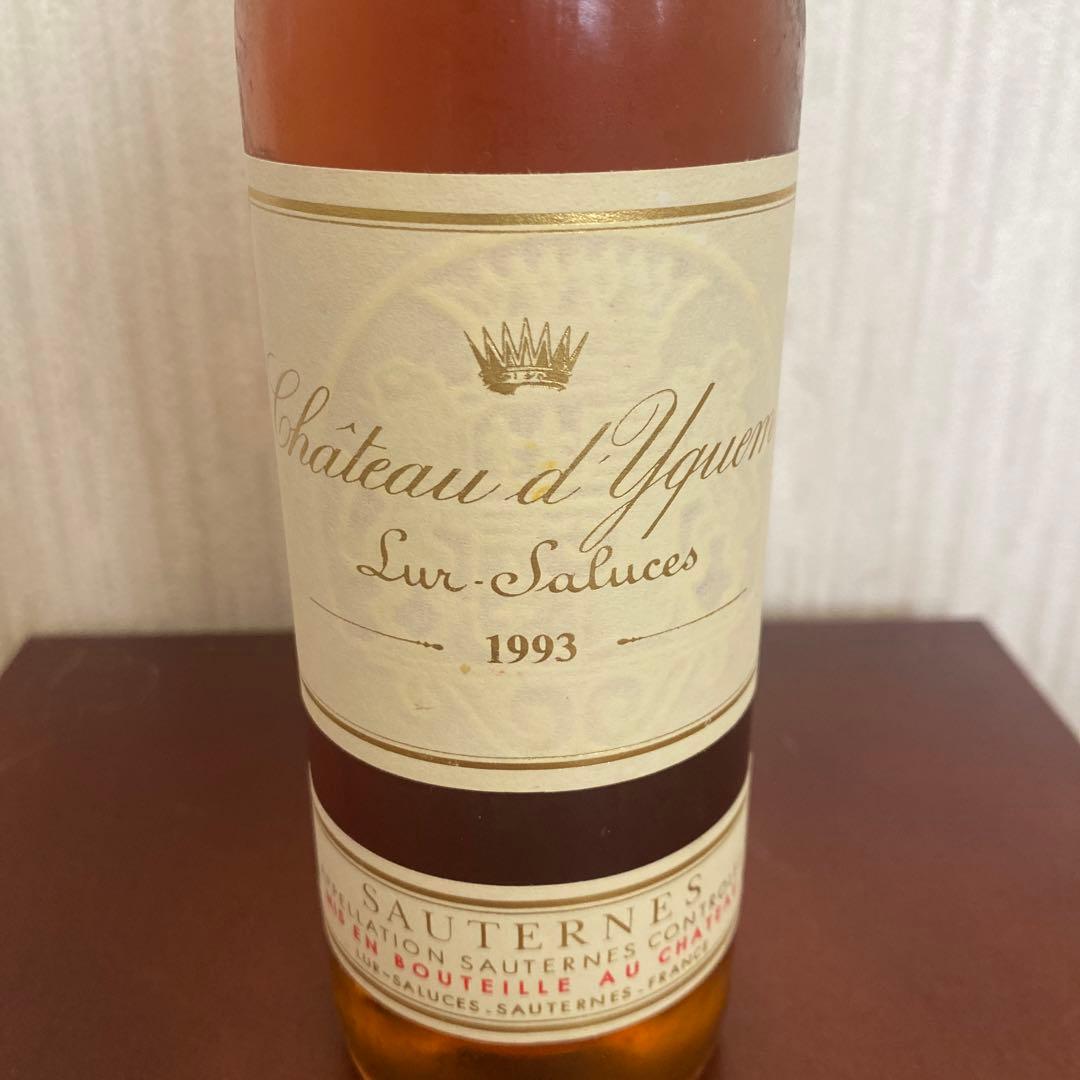 Château d'Yquem
Lur-Saluces
1993
SAUTERNES
APPELLATION SAUTERNES CONTROLÉE
MIS EN BOUTEILLE AU CHATEAU
LUR-SALUCES.SAUTERNES-FRANCE